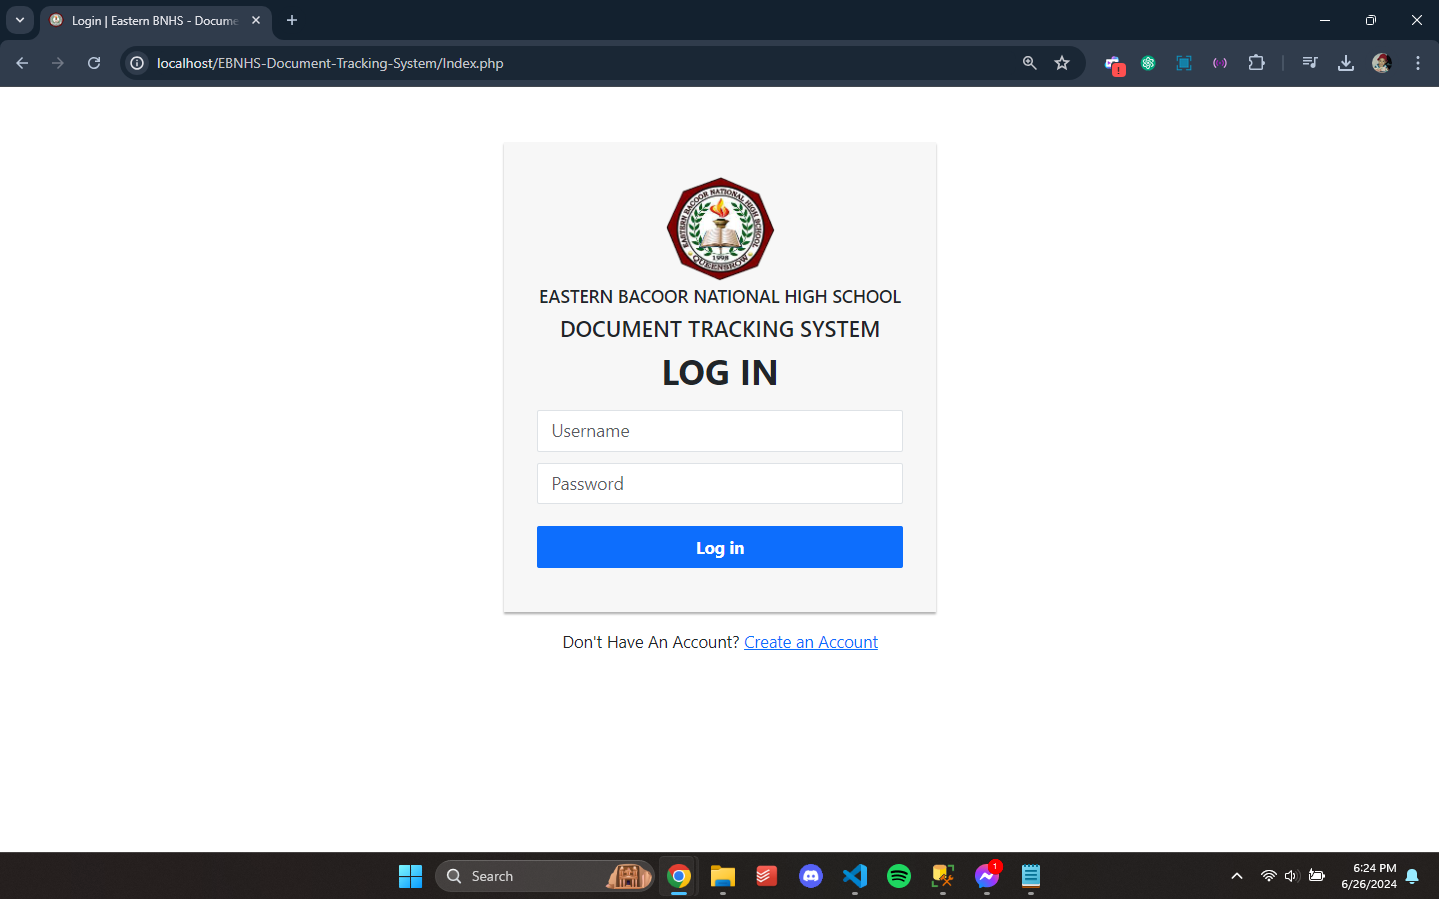 Login | Eastern BNHS - Docume
localhost/EBNHS-Document-Tracking-System/Index.php
EASTERN BACOOR NATIONAL HIGH SCHOOL
1998
QUEENSROW
EASTERN BACOOR NATIONAL HIGH SCHOOL
DOCUMENT TRACKING SYSTEM
LOG IN
Username
Password
Log in
Don't Have An Account? Create an Account
Search
1
6:24 PM
6/26/2024